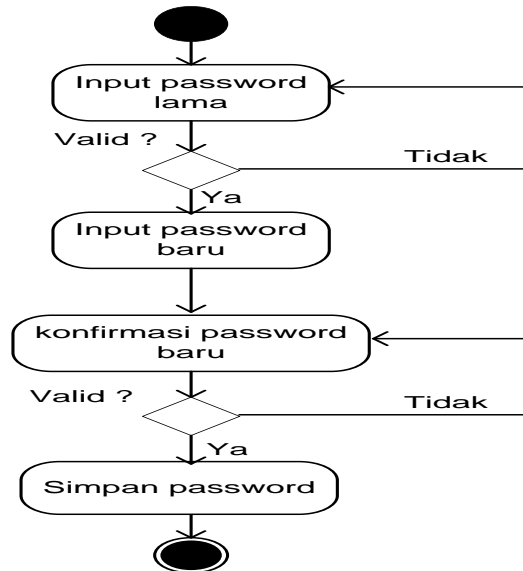 Input password
lama
Valid ?
Tidak
Ya
Input password
baru
konfirmasi password
baru
Valid ?
Tidak
Ya
Simpan password